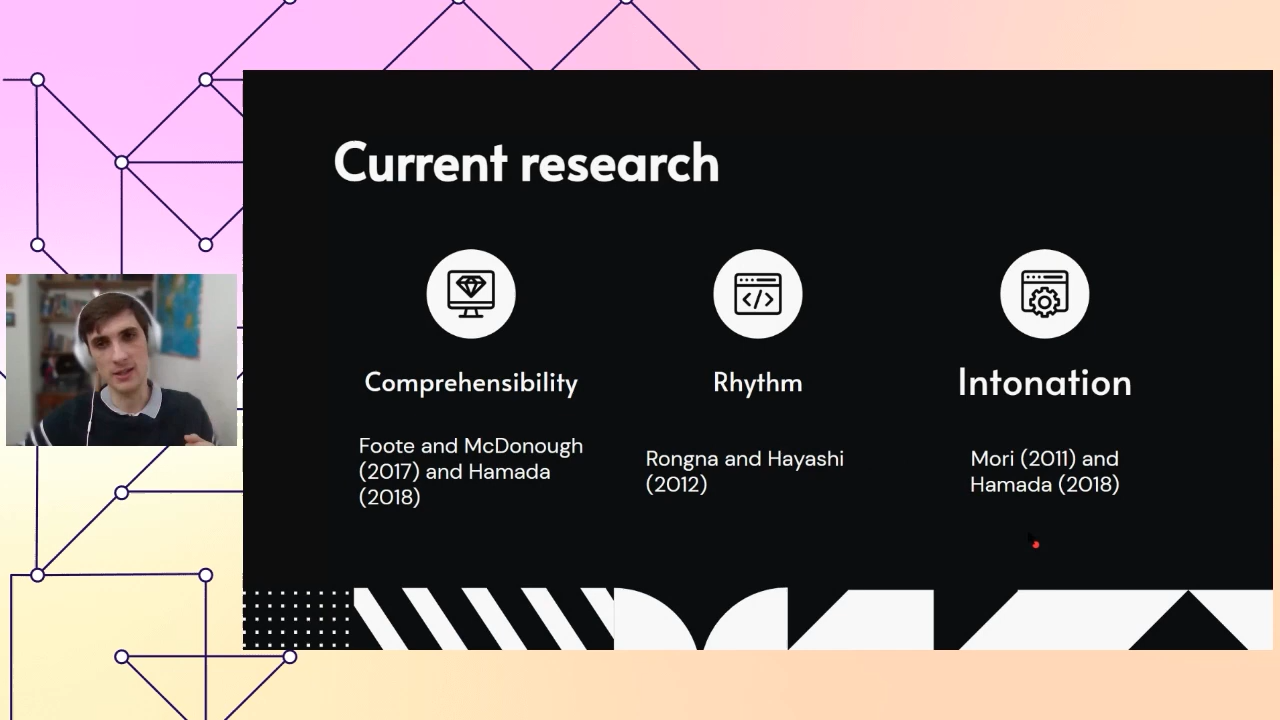 Current research
Comprehensibility
Foote and McDonough
(2017) and Hamada
(2018)
Rhythm
Rongna and Hayashi
(2012)
Intonation
Mori (2011) and
Hamada (2018)